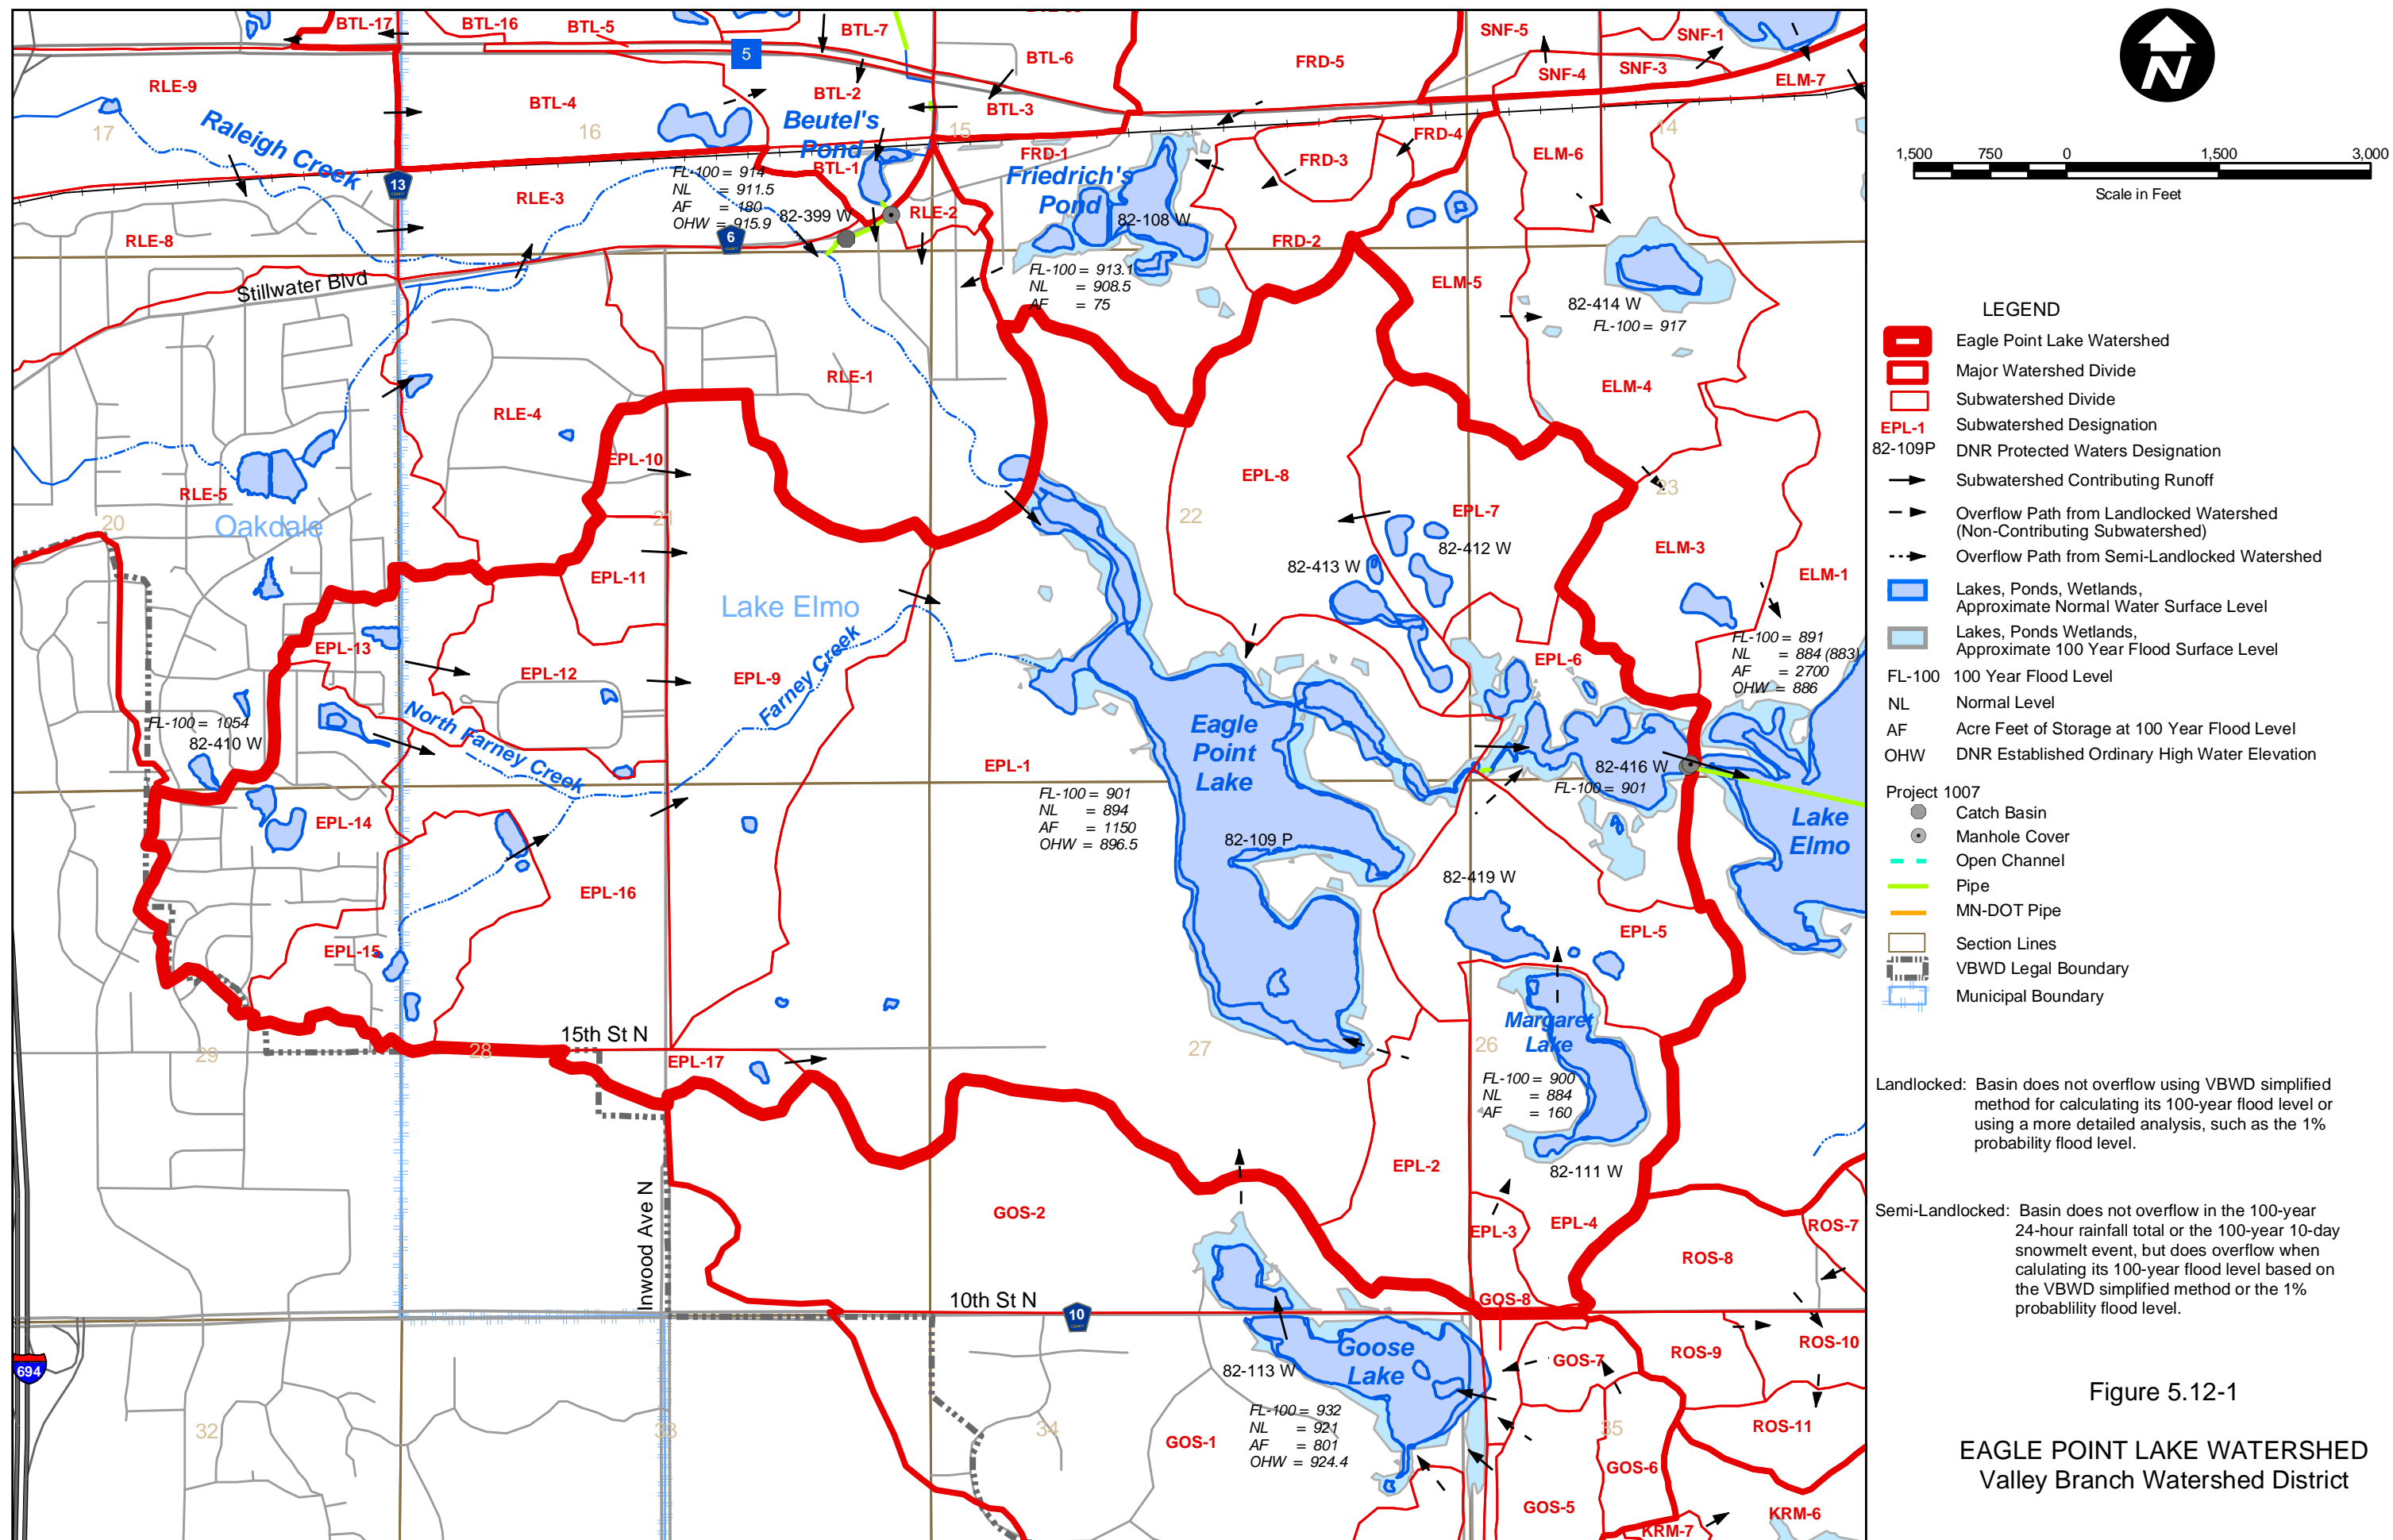 BTL-17
BTL-16
BTL-5
BTL-7
BTL-6
FRD-5
SNF-5
SNF-1
SNF-4
SNF-3
ELM-7
5
RLE-9
BTL-4
BTL-2
BTL-3
17
16
15
14
Raleigh Creek
Beutel's
Pond
BTL-1
FRD-1
FRD-3
FRD-4
ELM-6
13
COUNTY
RLE-3
FL-100 = 914
NL = 911.5
AF = 180
OHW = 915.9
82-399 W
RLE-2
Friedrich's
Pond
82-108 W
RLE-8
6
COUNTY
FRD-2
FL-100 = 913.1
NL = 908.5
AF = 75
ELM-5
82-414 W
FL-100 = 917
Stillwater Blvd
RLE-1
ELM-4
RLE-4
EPL-10
EPL-8
RLE-5
20
Oakdale
21
22
EPL-7
23
82-412 W
82-413 W
ELM-3
ELM-1
EPL-11
Lake Elmo
EPL-13
EPL-12
EPL-9
Farney Creek
EPL-6
FL-100 = 891
NL = 884 (883)
AF = 2700
OHW = 886
North Farney Creek
FL-100 = 1054
82-410 W
Eagle
Point
Lake
EPL-1
82-416 W
FL-100 = 901
FL-100 = 901
NL = 894
AF = 1150
OHW = 896.5
Lake
Elmo
EPL-14
82-109 P
82-419 W
EPL-16
EPL-15
EPL-5
15th St N
29
28
27
26
Margaret
Lake
EPL-17
FL-100 = 900
NL = 884
AF = 160
82-111 W
EPL-2
Inwood Ave N
GOS-2
EPL-3
EPL-4
ROS-7
ROS-8
10th St N
10
COUNTY
GOS-8
Goose
Lake
82-113 W
GOS-7
ROS-9
ROS-10
694
FL-100 = 932
NL = 921
AF = 801
OHW = 924.4
32
33
34
35
GOS-1
ROS-11
GOS-6
GOS-5
KRM-7
KRM-6
N
1,500 750 0 1,500 3,000
Scale in Feet
LEGEND
Eagle Point Lake Watershed
Major Watershed Divide
Subwatershed Divide
EPL-1 Subwatershed Designation
82-109P DNR Protected Waters Designation
Subwatershed Contributing Runoff
Overflow Path from Landlocked Watershed
(Non-Contributing Subwatershed)
Overflow Path from Semi-Landlocked Watershed
Lakes, Ponds, Wetlands,
Approximate Normal Water Surface Level
Lakes, Ponds Wetlands,
Approximate 100 Year Flood Surface Level
FL-100 100 Year Flood Level
NL Normal Level
AF Acre Feet of Storage at 100 Year Flood Level
OHW DNR Established Ordinary High Water Elevation
Project 1007
Catch Basin
Manhole Cover
Open Channel
Pipe
MN-DOT Pipe
Section Lines
VBWD Legal Boundary
Municipal Boundary
Landlocked: Basin does not overflow using VBWD simplified
method for calculating its 100-year flood level or
using a more detailed analysis, such as the 1%
probability flood level.
Semi-Landlocked: Basin does not overflow in the 100-year
24-hour rainfall total or the 100-year 10-day
snowmelt event, but does overflow when
calulating its 100-year flood level based on
the VBWD simplified method or the 1%
probablility flood level.
Figure 5.12-1
EAGLE POINT LAKE WATERSHED
Valley Branch Watershed District